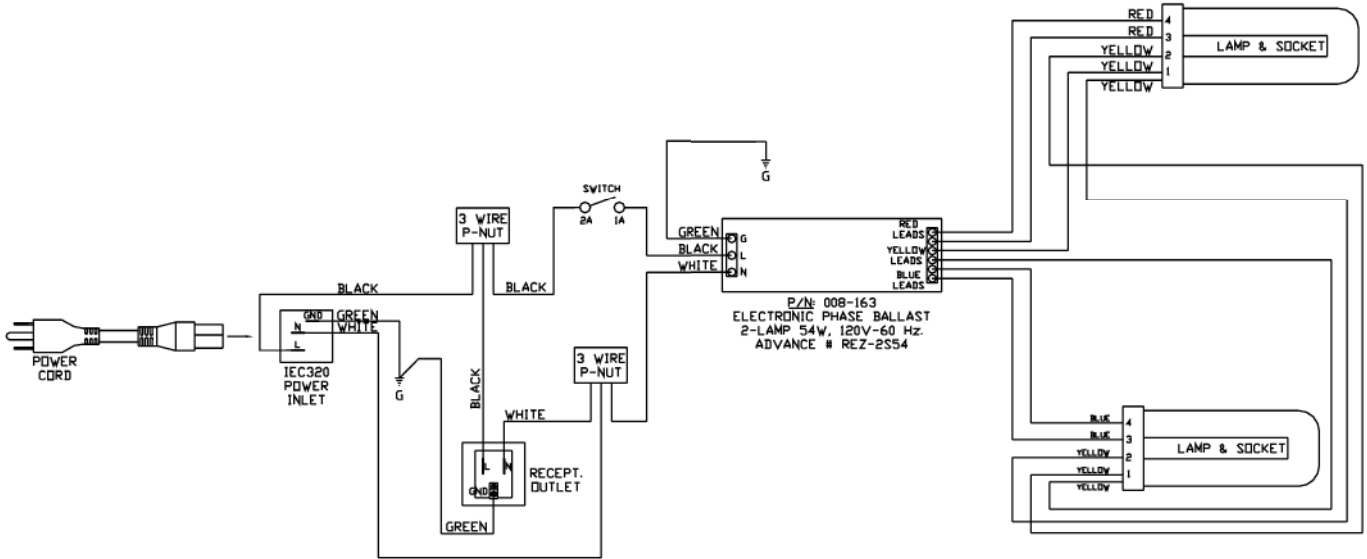 RED
RED
YELLOW
YELLOW
YELLOW
4
3
2
1
LAMP & SOCKET
G
SWITCH
2A
1A
3 WIRE
P-NUT
GREEN
BLACK
WHITE
G
L
N
RED
LEADS
YELLOW
LEADS
BLUE
LEADS
P/N: 008-163
ELECTRONIC PHASE BALLAST
2-LAMP 54W, 120V-60 Hz.
ADVANCE # REZ-2S54
BLACK
BLACK
GND
GREEN
N
WHITE
L
POWER
CORD
IEC320
POWER
INLET
G
3 WIRE
P-NUT
BLACK
WHITE
L
N
GND
RECEPT.
OUTLET
GREEN
BLUE
BLUE
YELLOW
YELLOW
YELLOW
4
3
2
1
LAMP & SOCKET